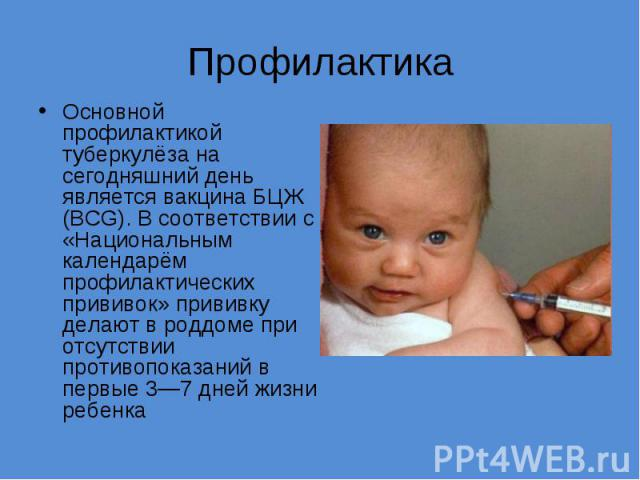 Профилактика
• Основной
профилактикой
туберкулёза на
сегодняшний день
является вакцина БЦЖ
(BCG). В соответствии с
«Национальным
календарём
профилактических
прививок» прививку
делают в роддоме при
отсутствии
противопоказаний в
первые 3—7 дней жизни
ребенка
PPt4WEB.ru